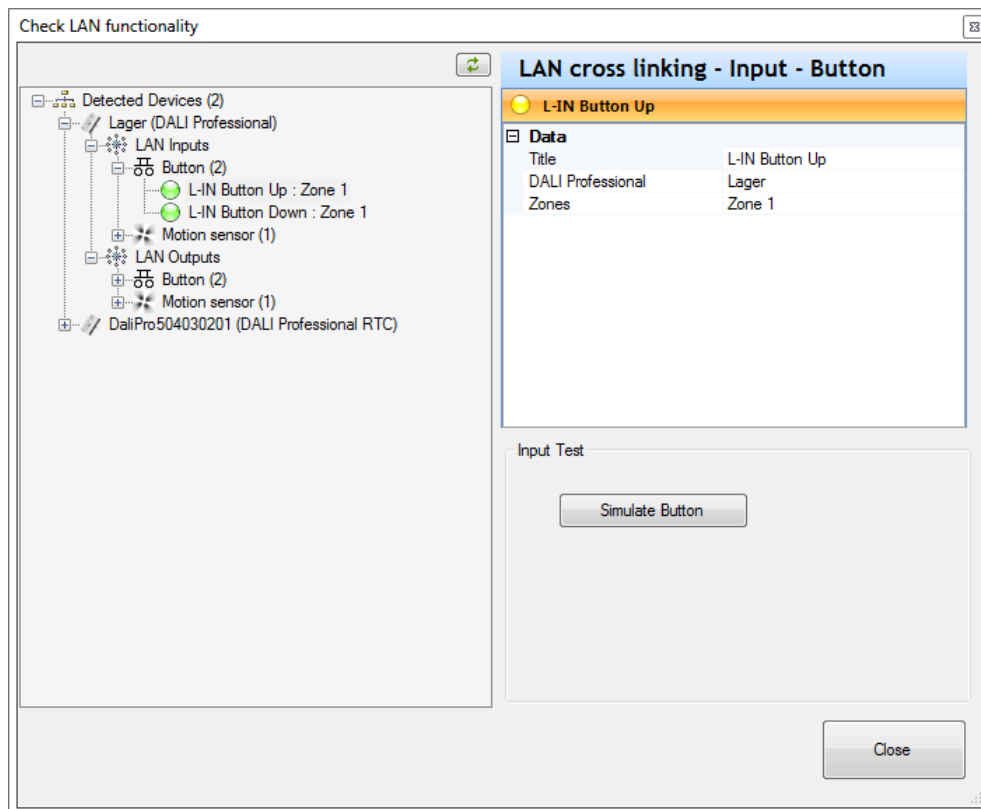 Check LAN functionality
Detected Devices (2)
Lager (DALI Professional)
LAN Inputs
Button (2)
L-IN Button Up : Zone 1
L-IN Button Down : Zone 1
Motion sensor (1)
LAN Outputs
Button (2)
Motion sensor (1)
DaliPro504030201 (DALI Professional RTC)
LAN cross linking - Input - Button
L-IN Button Up
Data
Title L-IN Button Up
DALI Professional Lager
Zones Zone 1
Input Test
Simulate Button
Close